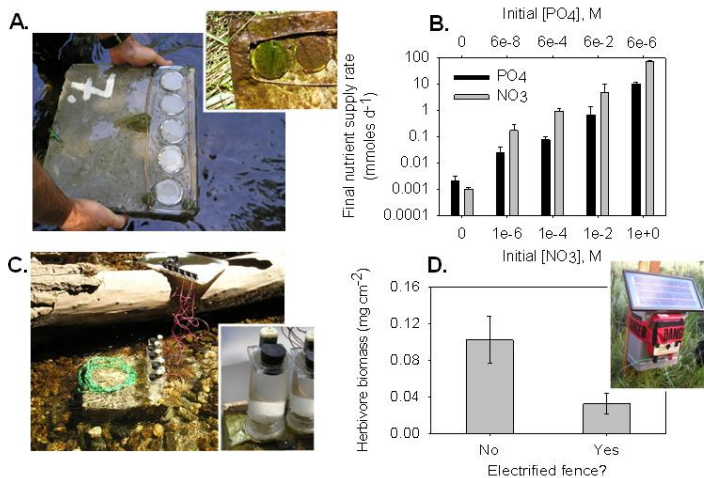 A.
B.
Initial [PO4], M
0 6e-8 6e-4 6e-2 6e-6
100
10
1
0.1
0.01
0.001
0.0001
PO4
NO3
Final nutrient supply rate
(mmoles d-1)
0 1e-6 1e-4 1e-2 1e+0
Initial [NO3], M
C.
D.
0.16
0.12
0.08
0.04
0.00
Herbivore biomass (mg cm-2)
No Yes
Electrified fence?